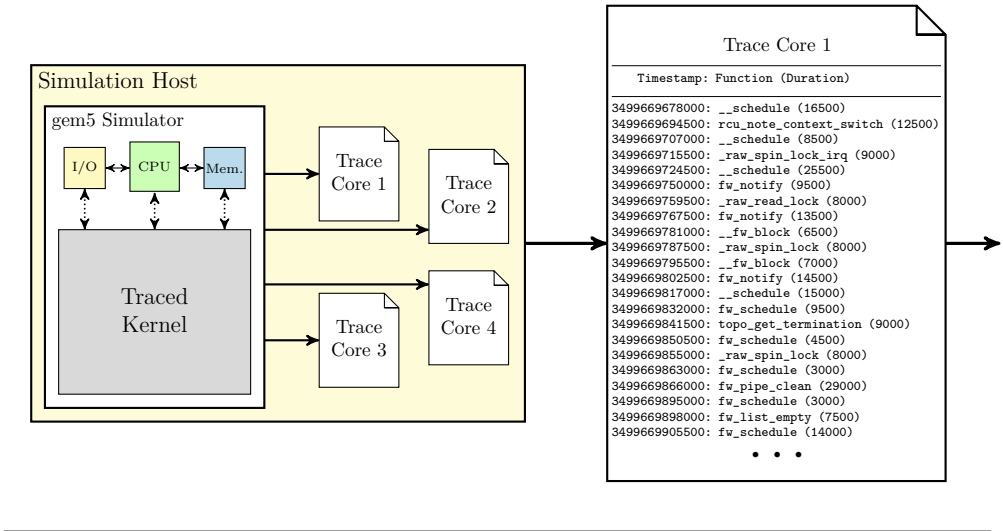 Simulation Host
gem5 Simulator
I/O
CPU
Mem.
Traced
Kernel
Trace
Core 1
Trace
Core 2
Trace
Core 3
Trace
Core 4
Trace Core 1
Timestamp: Function (Duration)
3499669678000: __schedule (16500)
3499669694500: rcu_note_context_switch (12500)
3499669707000: __schedule (8500)
3499669715500: _raw_spin_lock_irq (9000)
3499669724500: __schedule (25500)
3499669750000: fw_notify (9500)
3499669759500: _raw_read_lock (8000)
3499669767500: fw_notify (13500)
3499669781000: __fw_block (6500)
3499669787500: _raw_spin_lock (8000)
3499669795500: __fw_block (7000)
3499669802500: fw_notify (14500)
3499669817000: __schedule (15000)
3499669832000: fw_schedule (9500)
3499669841500: topo_get_termination (9000)
3499669850500: fw_schedule (4500)
3499669855000: _raw_spin_lock (8000)
3499669863000: fw_schedule (3000)
3499669866000: fw_pipe_clean (29000)
3499669895000: fw_schedule (3000)
3499669898000: fw_list_empty (7500)
3499669905500: fw_schedule (14000)
• • •